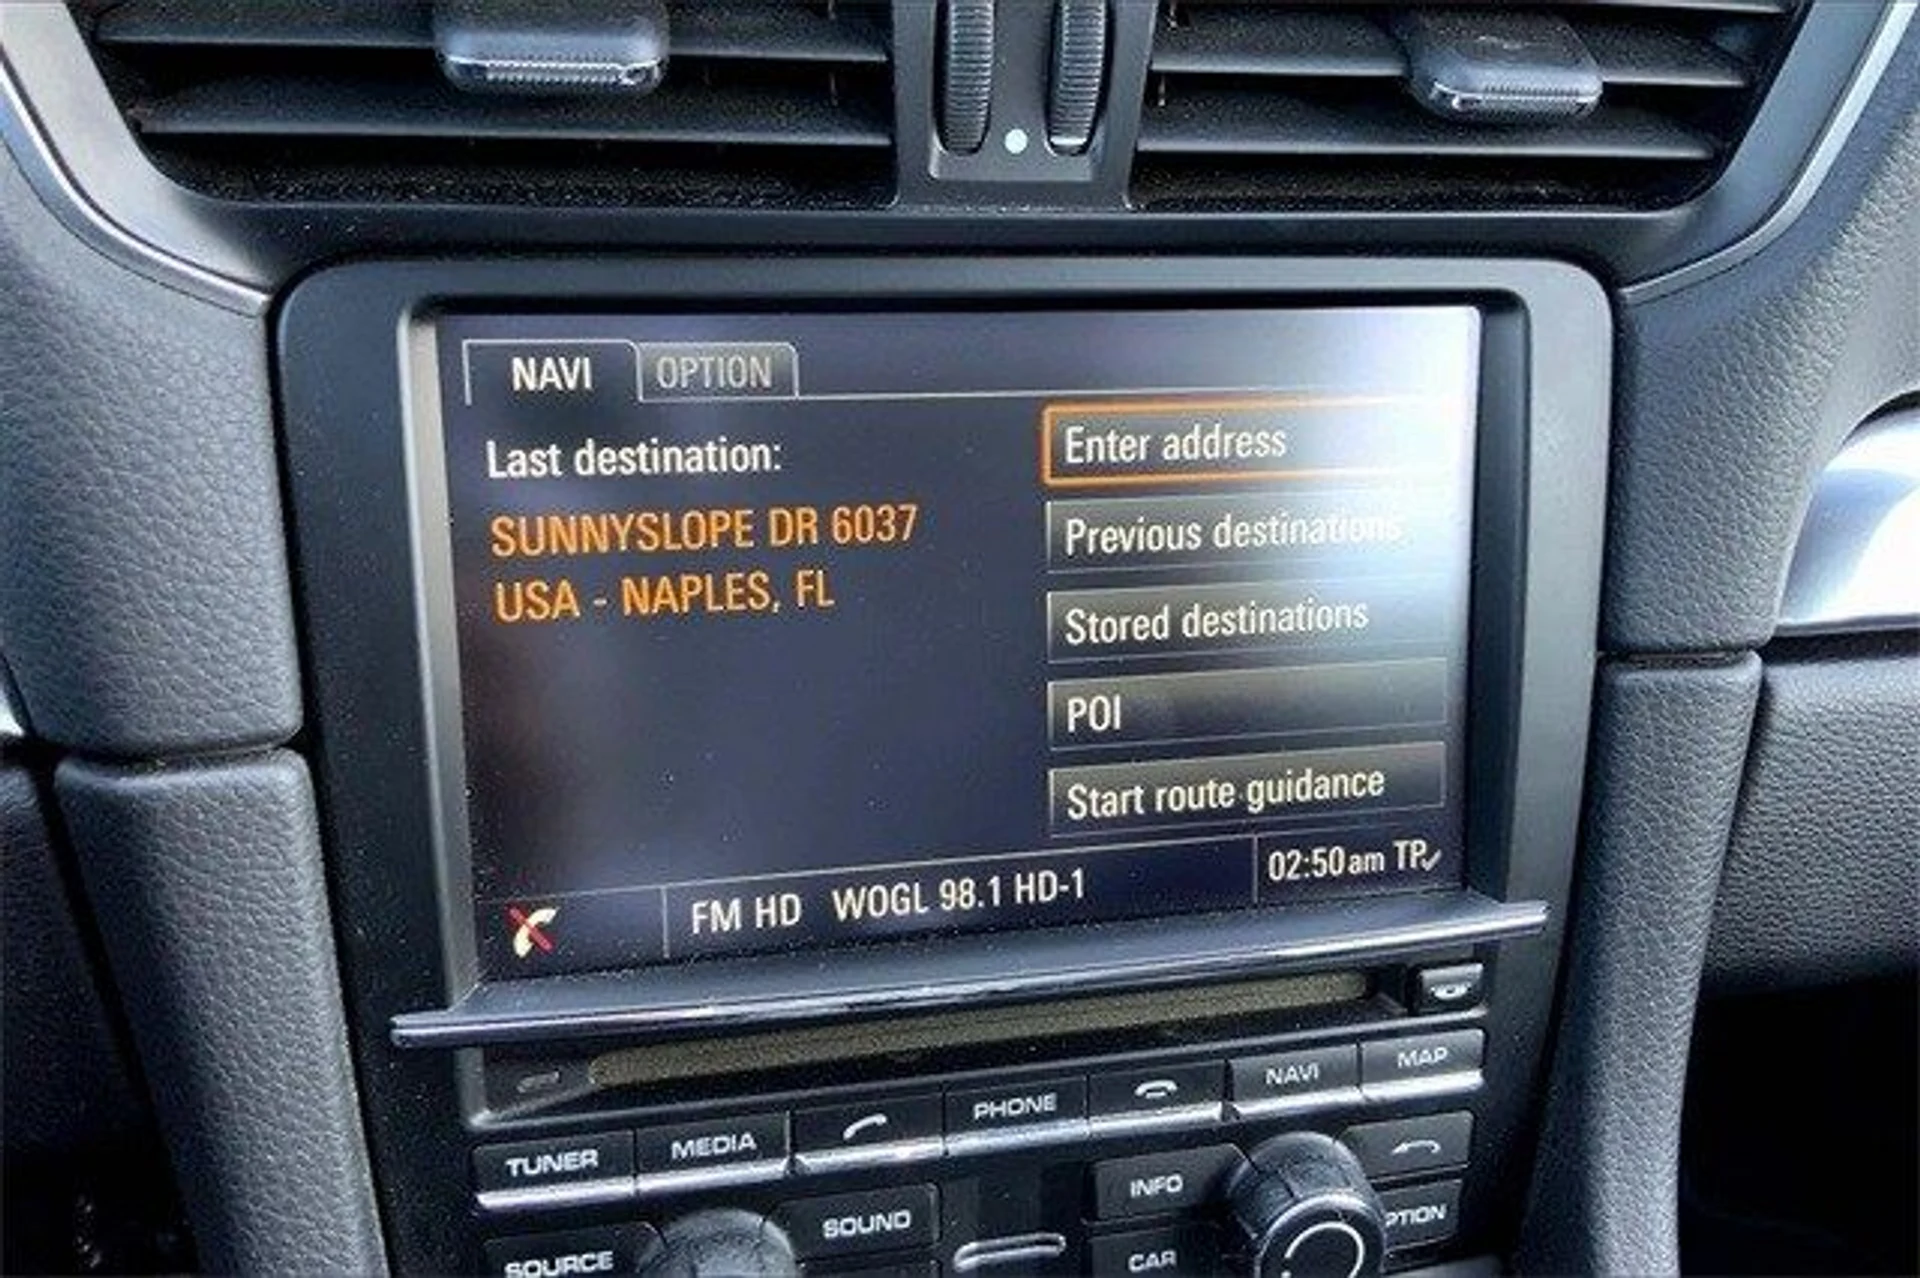 NAVI OPTION
Last destination:
SUNNYSLOPE DR 6037
USA - NAPLES, FL
Enter address
Previous destinations
Stored destinations
POI
Start route guidance
FM HD WOGL 98.1 HD-1 02:50am TP
TUNER MEDIA PHONE NAVI MAP
SOURCE SOUND INFO
CAR PTION